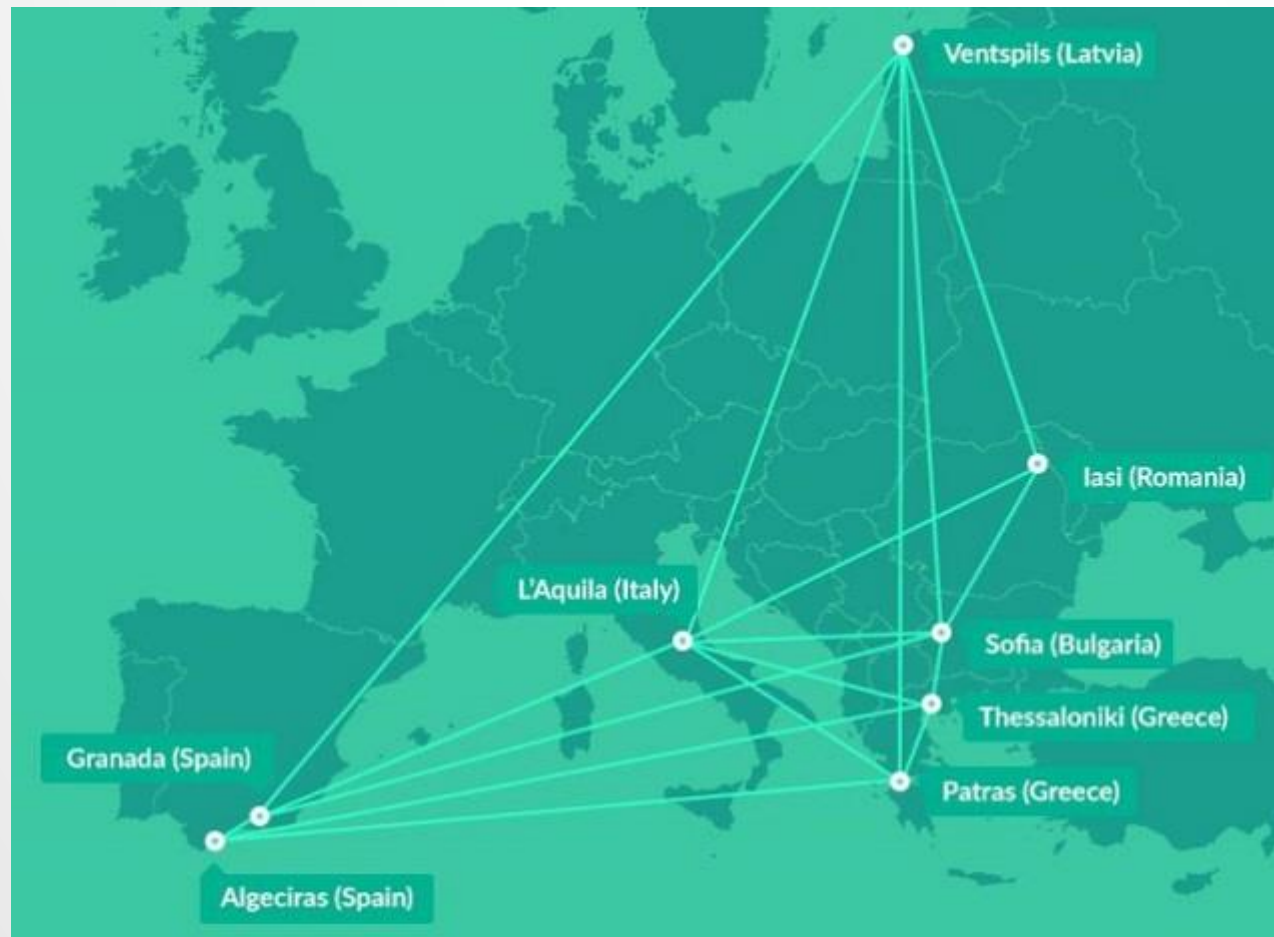 Ventspils (Latvia)
Iasi (Romania)
L'Aquila (Italy)
Sofia (Bulgaria)
Thessaloniki (Greece)
Granada (Spain)
Patras (Greece)
Algeciras (Spain)